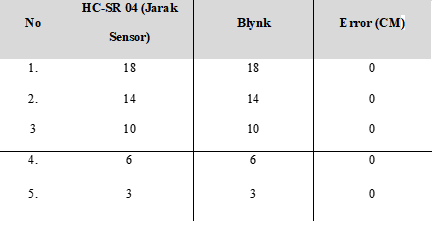 No HC-SR 04 (Jarak Sensor) Blynk Error (CM)
1. 18 18 0
2. 14 14 0
3 10 10 0
4. 6 6 0
5. 3 3 0